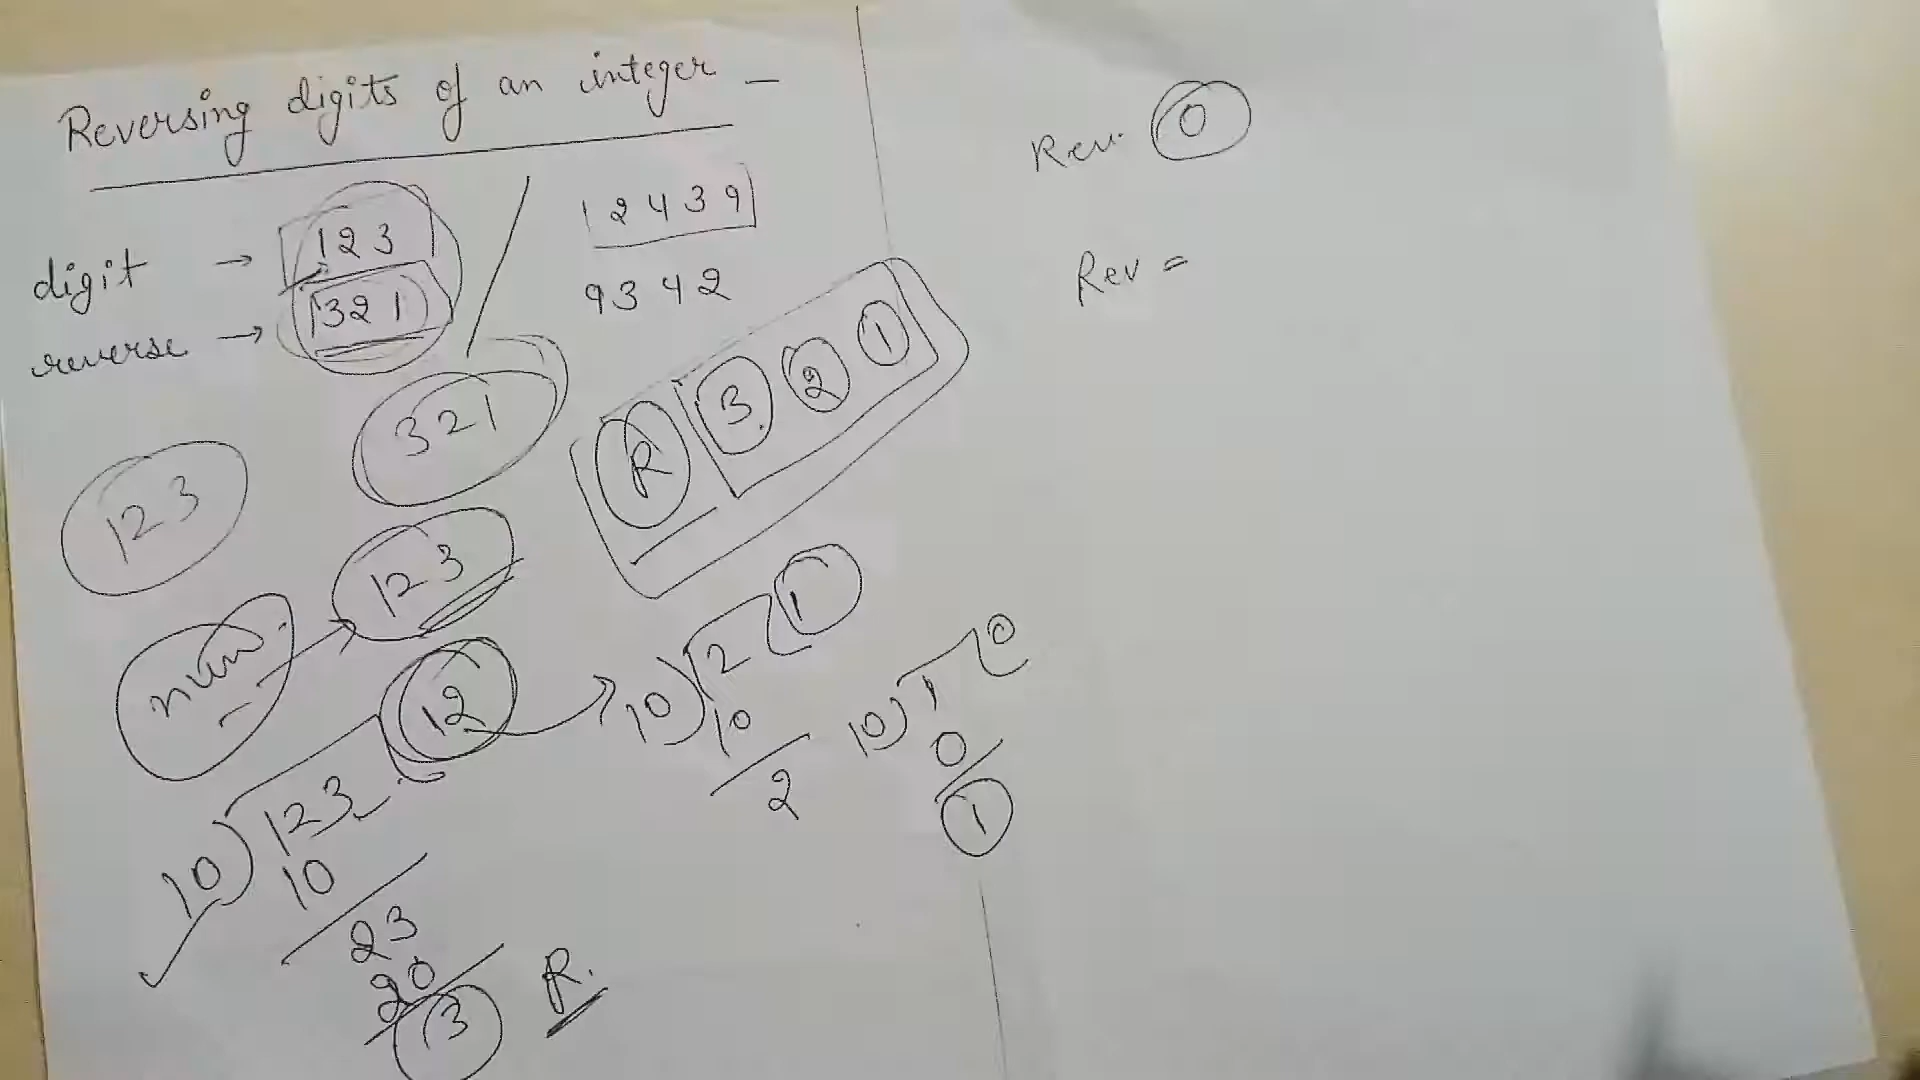 Reversing digits of an integer -
digit → 123
reverse → 321
12439
9342
321
123
R 3 2 1
123
num
12
10) 123
10
23
20
3 R.
1
10) 12
10
2
0
10) 1
0
1
Rev. 0
Rev =